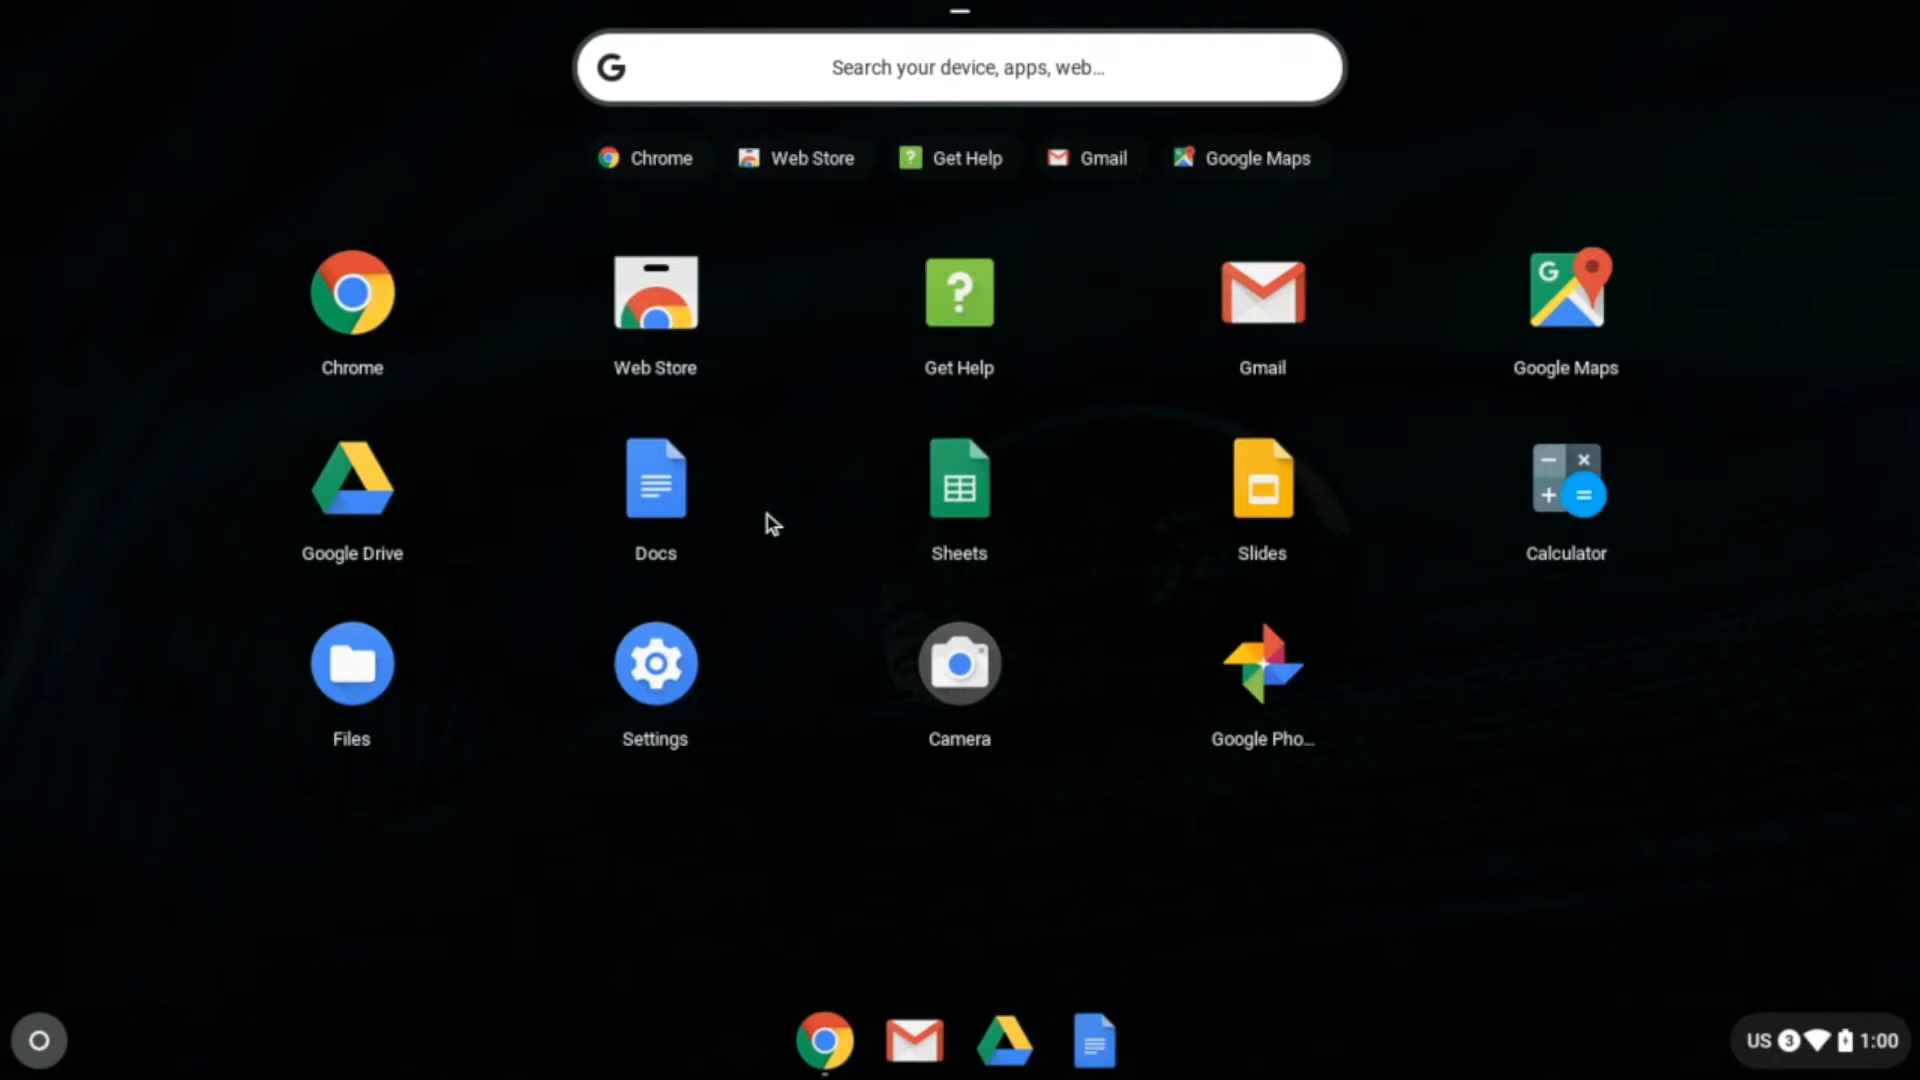 Search your device, apps, web...
Chrome Web Store Get Help Gmail Google Maps
Chrome Web Store Get Help Gmail Google Maps
Google Drive Docs Sheets Slides Calculator
Files Settings Camera Google Pho...
US 3 1:00